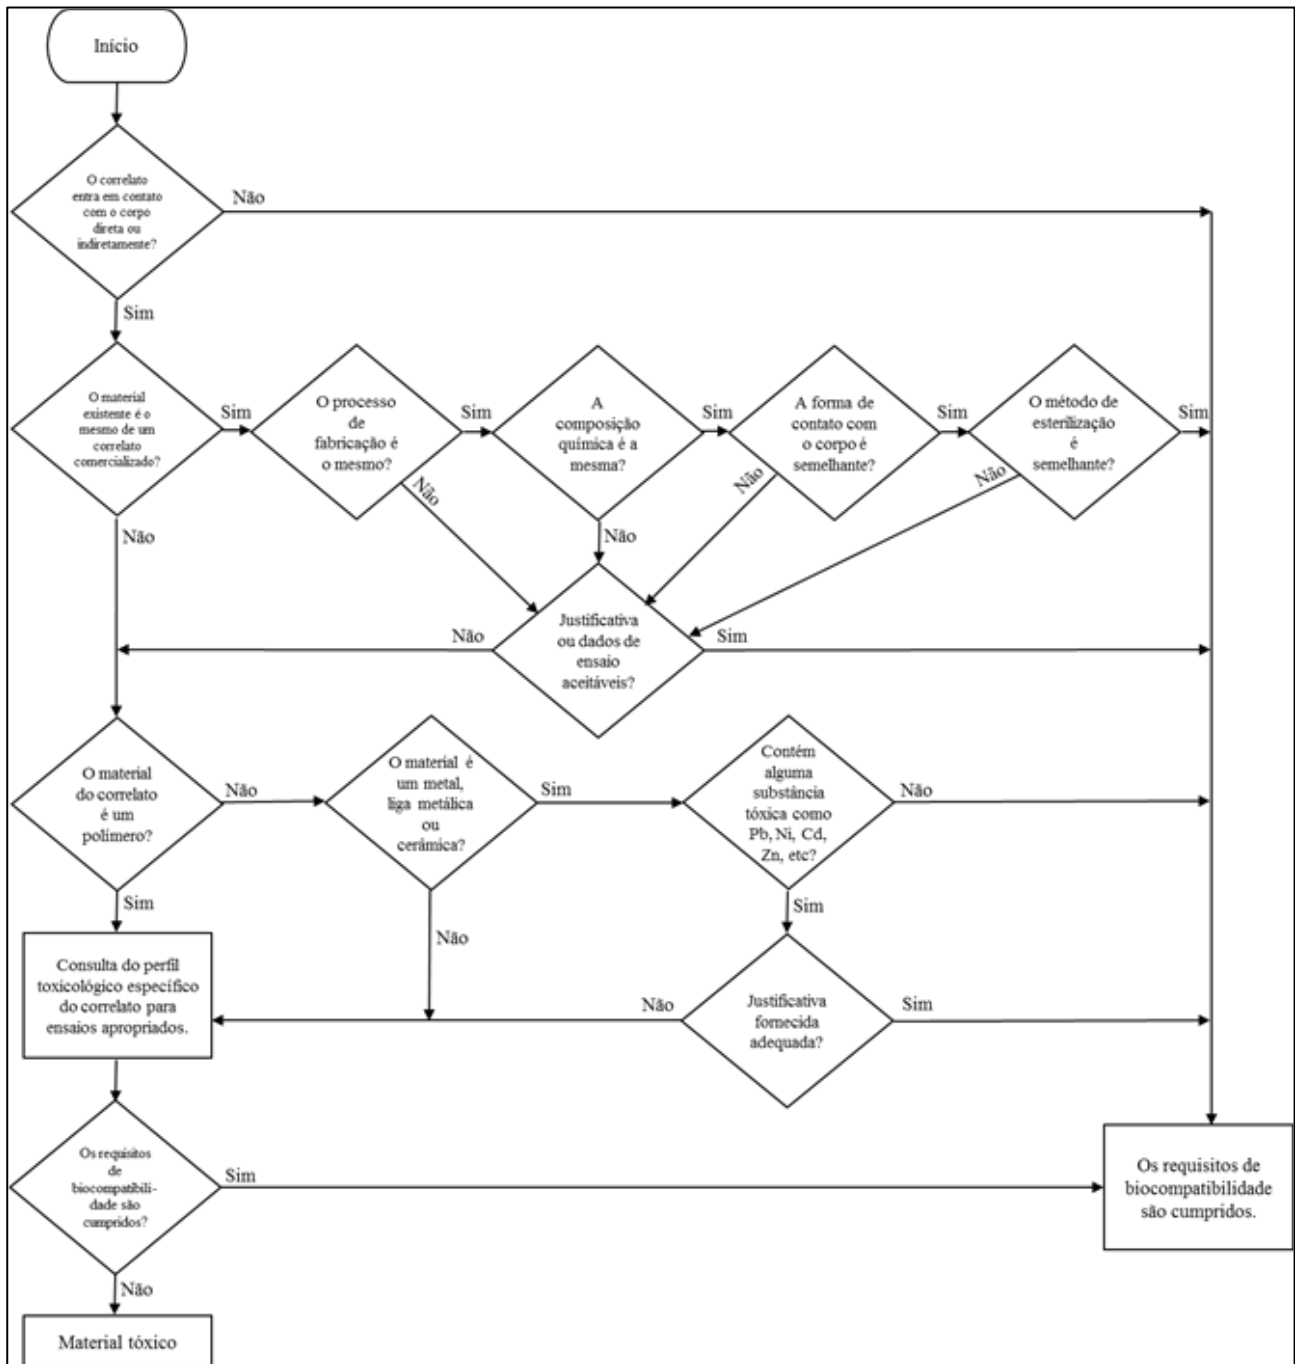 Início
O correlato
entra em contato
com o corpo
direta ou
indiretamente?
Não
Sim
O material
existente é o
mesmo de um
correlato
comercializado?
Sim
O processo
de
fabricação é
o mesmo?
Sim
A
composição
química é a
mesma?
Sim
A forma de
contato com
o corpo é
semelhante?
Sim
O método de
esterilização
é
semelhante?
Sim
Não
Não
Não
Não
Não
Justificativa
ou dados de
ensaio
aceitáveis?
Não
Sim
O material
do correlato
é um
polímero?
Não
O material é
um metal,
liga metálica
ou
cerâmica?
Sim
Contém
alguma
substância
tóxica como
Pb, Ni, Cd,
Zn, etc?
Não
Sim
Não
Sim
Consulta do perfil
toxicológico específico
do correlato para
ensaios apropriados.
Não
Justificativa
fornecida
adequada?
Sim
Os requisitos
de
biocompatibili-
dade são
cumpridos?
Sim
Os requisitos de
biocompatibilidade
são cumpridos.
Não
Material tóxico